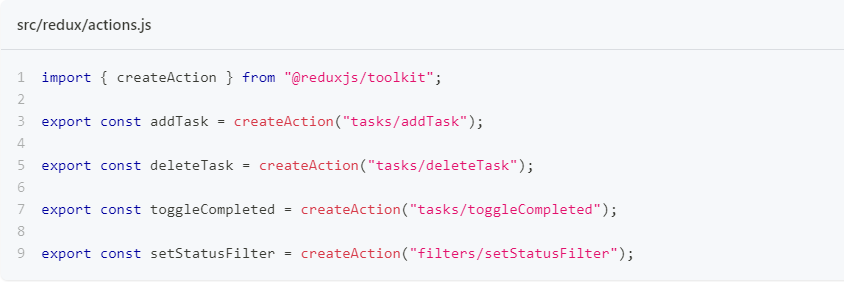 src/redux/actions.js
1 import { createAction } from "@reduxjs/toolkit";
2
3 export const addTask = createAction("tasks/addTask");
4
5 export const deleteTask = createAction("tasks/deleteTask");
6
7 export const toggleCompleted = createAction("tasks/toggleCompleted");
8
9 export const setStatusFilter = createAction("filters/setStatusFilter");